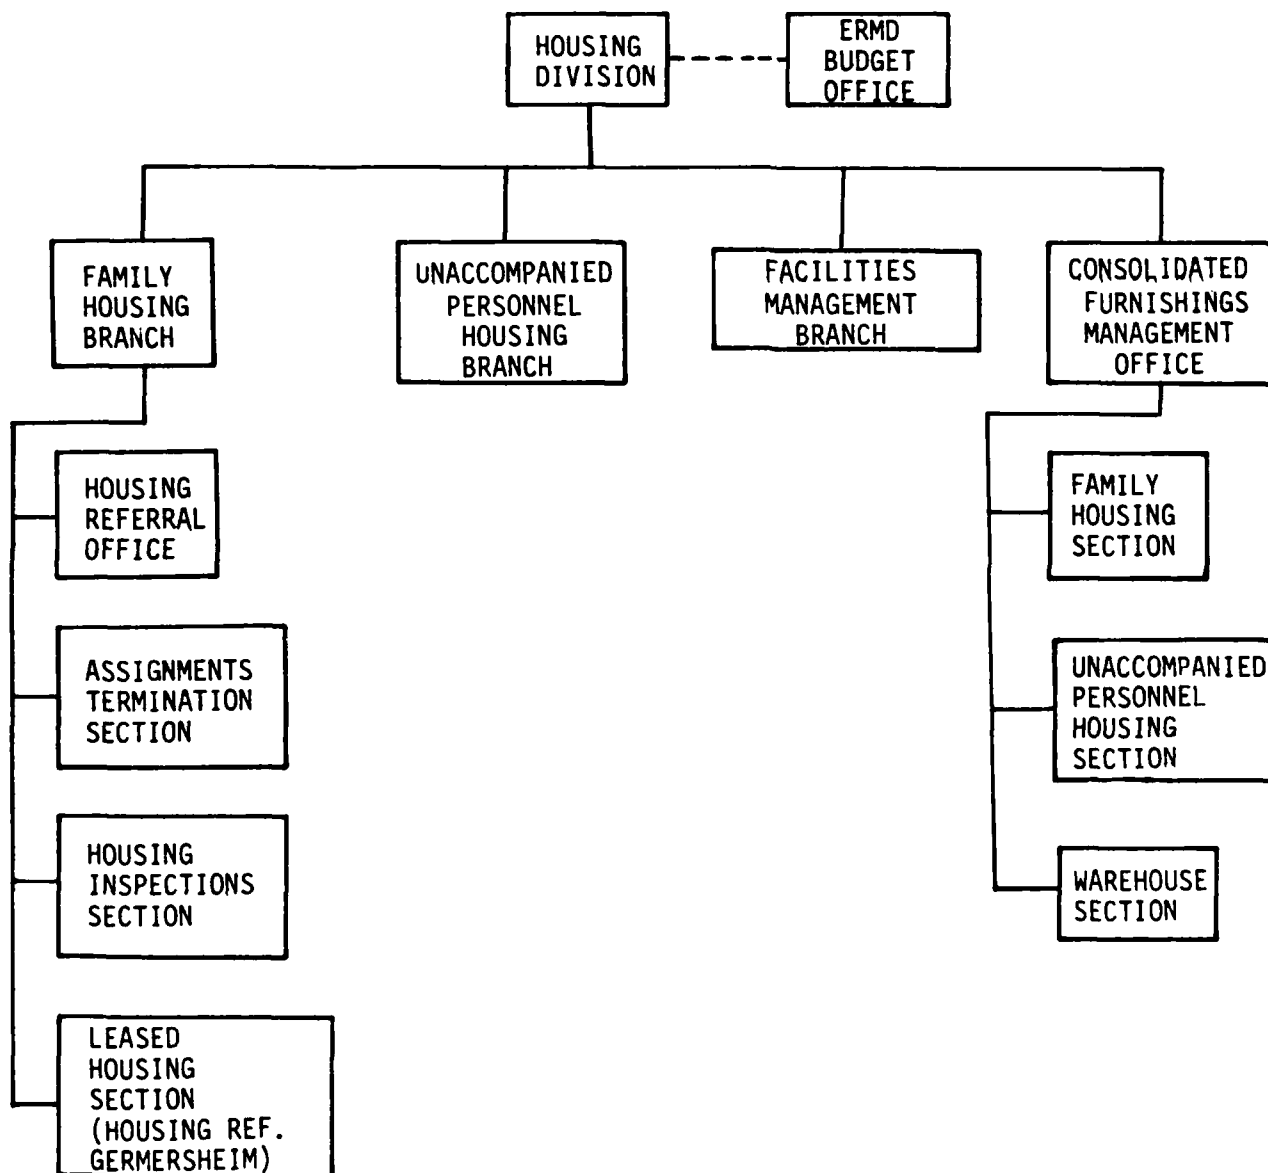 HOUSING
DIVISION
ERMD
BUDGET
OFFICE
FAMILY
HOUSING
BRANCH
UNACCOMPANIED
PERSONNEL
HOUSING
BRANCH
FACILITIES
MANAGEMENT
BRANCH
CONSOLIDATED
FURNISHINGS
MANAGEMENT
OFFICE
HOUSING
REFERRAL
OFFICE
ASSIGNMENTS
TERMINATION
SECTION
HOUSING
INSPECTIONS
SECTION
LEASED
HOUSING
SECTION
(HOUSING REF.
GERMERSHEIM)
FAMILY
HOUSING
SECTION
UNACCOMPANIED
PERSONNEL
HOUSING
SECTION
WAREHOUSE
SECTION